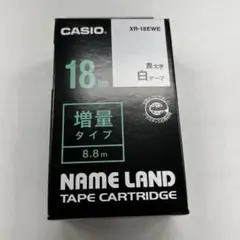 CASIO
XR-18EWE
18mm
黒文字
白テープ
増量
タイプ
8.8m
NAME LAND
TAPE CARTRIDGE